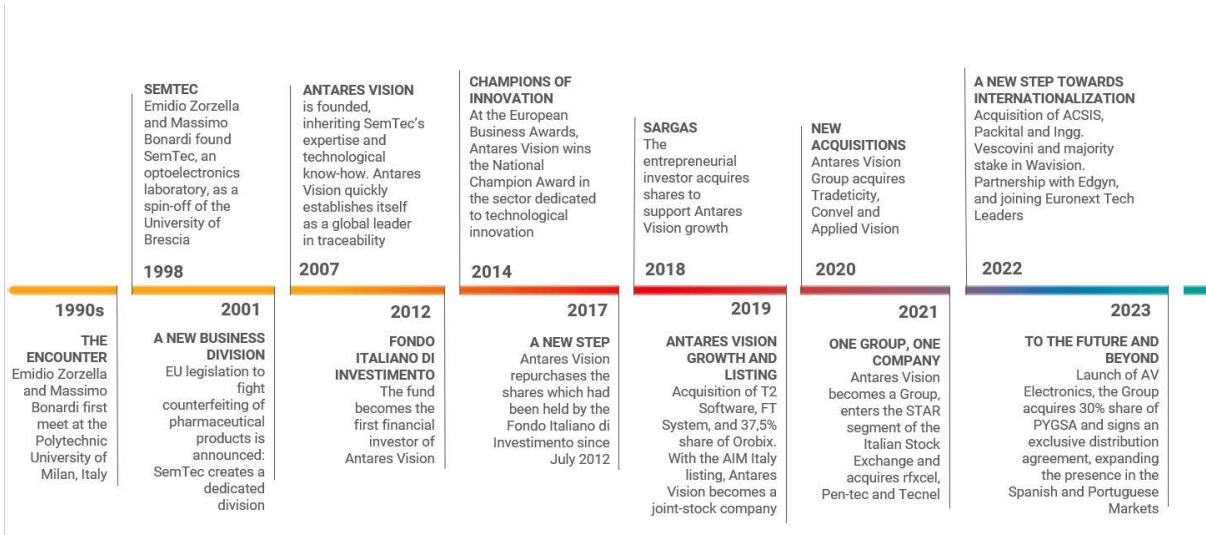 SEMTEC
Emidio Zorzella
and Massimo
Bonardi found
SemTec, an
optoelectronics
laboratory, as a
spin-off of the
University of
Brescia
1998
ANTARES VISION
is founded,
inheriting SemTec's
expertise and
technological
know-how. Antares
Vision quickly
establishes itself
as a global leader
in traceability
2007
CHAMPIONS OF
INNOVATION
At the European
Business Awards,
Antares Vision wins
the National
Champion Award in
the sector dedicated
to technological
innovation
2014
SARGAS
The
entrepreneurial
investor acquires
shares to
support Antares
Vision growth
2018
NEW
ACQUISITIONS
Antares Vision
Group acquires
Tradeticity,
Convel and
Applied Vision
2020
A NEW STEP TOWARDS
INTERNATIONALIZATION
Acquisition of ACSIS,
Packital and Ingg.
Vescovini and majority
stake in Wavision.
Partnership with Edgyn,
and joining Euronext Tech
Leaders
2022
1990s
THE
ENCOUNTER
Emidio Zorzella
and Massimo
Bonardi first
meet at the
Polytechnic
University of
Milan, Italy
2001
A NEW BUSINESS
DIVISION
EU legislation to
fight
counterfeiting of
pharmaceutical
products is
announced:
SemTec creates a
dedicated
division
2012
FONDO
ITALIANO DI
INVESTIMENTO
The fund
becomes the
first financial
investor of
Antares Vision
2017
A NEW STEP
Antares Vision
repurchases the
shares which had
been held by the
Fondo Italiano di
Investimento since
July 2012
2019
ANTARES VISION
GROWTH AND
LISTING
Acquisition of T2
Software, FT
System, and 37,5%
share of Orobix.
With the AIM Italy
listing, Antares
Vision becomes a
joint-stock company
2021
ONE GROUP, ONE
COMPANY
Antares Vision
becomes a Group,
enters the STAR
segment of the
Italian Stock
Exchange and
acquires rfxcel,
Pen-tec and Tecnel
2023
TO THE FUTURE AND
BEYOND
Launch of AV
Electronics, the Group
acquires 30% share of
PYGSA and signs an
exclusive distribution
agreement, expanding
the presence in the
Spanish and Portuguese
Markets